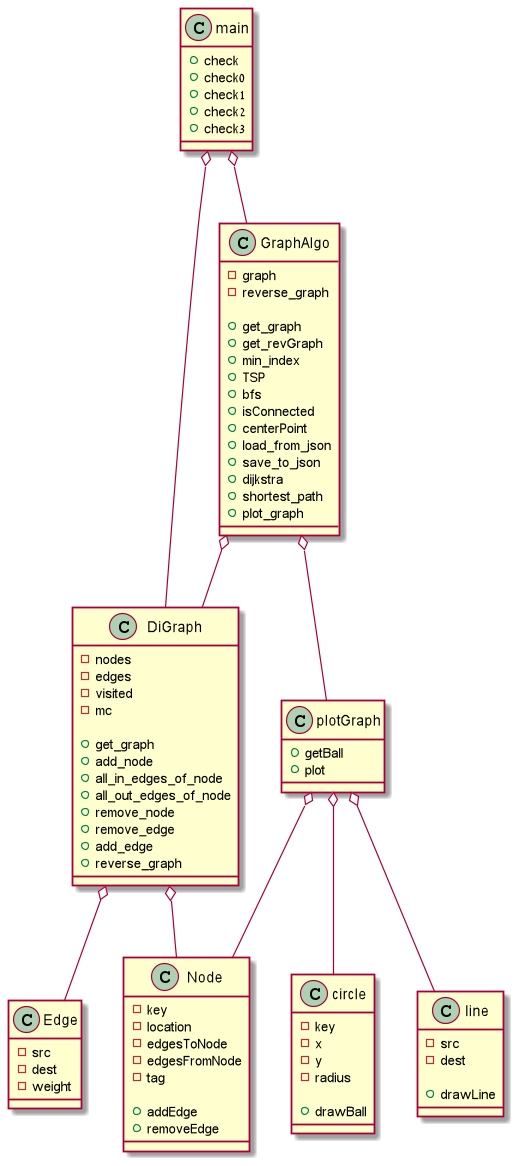 C main
check
check0
check1
check2
check3
C GraphAlgo
graph
reverse_graph
get_graph
get_revGraph
min_index
TSP
bfs
isConnected
centerPoint
load_from_json
save_to_json
dijkstra
shortest_path
plot_graph
C DiGraph
nodes
edges
visited
mc
get_graph
add_node
all_in_edges_of_node
all_out_edges_of_node
remove_node
remove_edge
add_edge
reverse_graph
C plotGraph
getBall
plot
C Edge
src
dest
weight
C Node
key
location
edgesToNode
edgesFromNode
tag
addEdge
removeEdge
C circle
key
x
y
radius
drawBall
C line
src
dest
drawLine